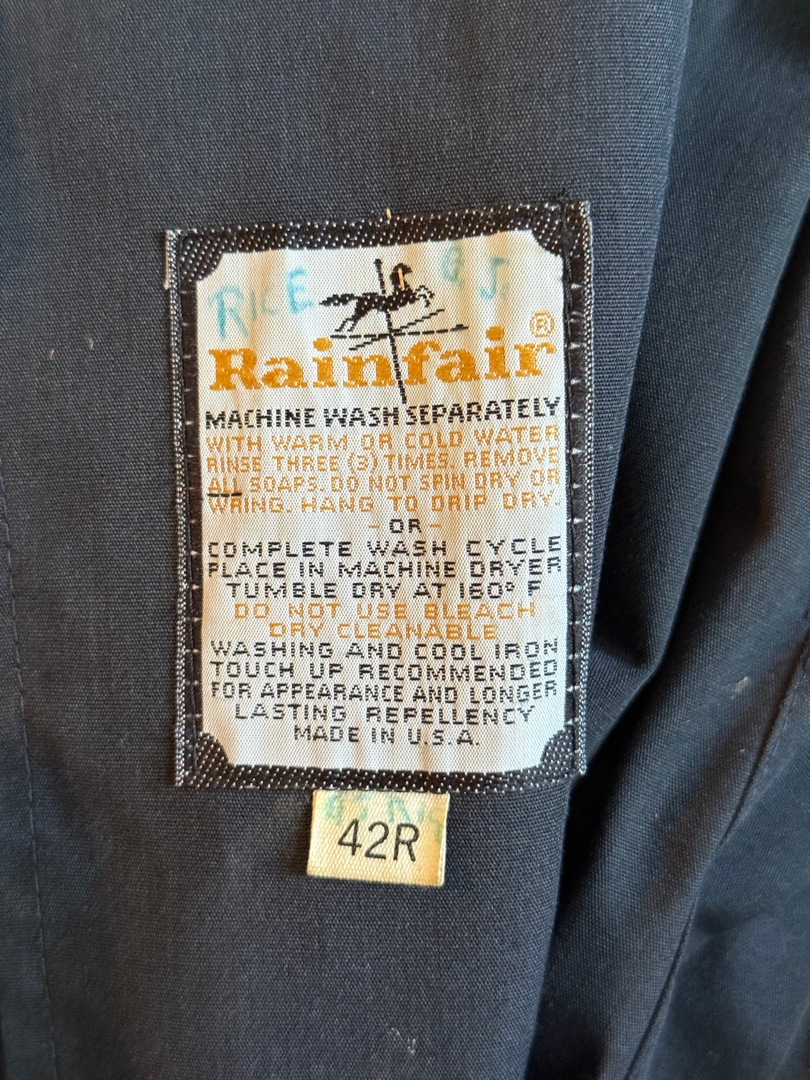 RICE G J.
Rainfair®
MACHINE WASH SEPARATELY
WITH WARM OR COLD WATER
RINSE THREE (3) TIMES. REMOVE
ALL SOAPS. DO NOT SPIN DRY OR
WRING. HANG TO DRIP DRY.
- OR -
COMPLETE WASH CYCLE
PLACE IN MACHINE DRYER
TUMBLE DRY AT 160° F
DO NOT USE BLEACH
DRY CLEANABLE
WASHING AND COOL IRON
TOUCH UP RECOMMENDED
FOR APPEARANCE AND LONGER
LASTING REPELLENCY
MADE IN U.S.A.
42R